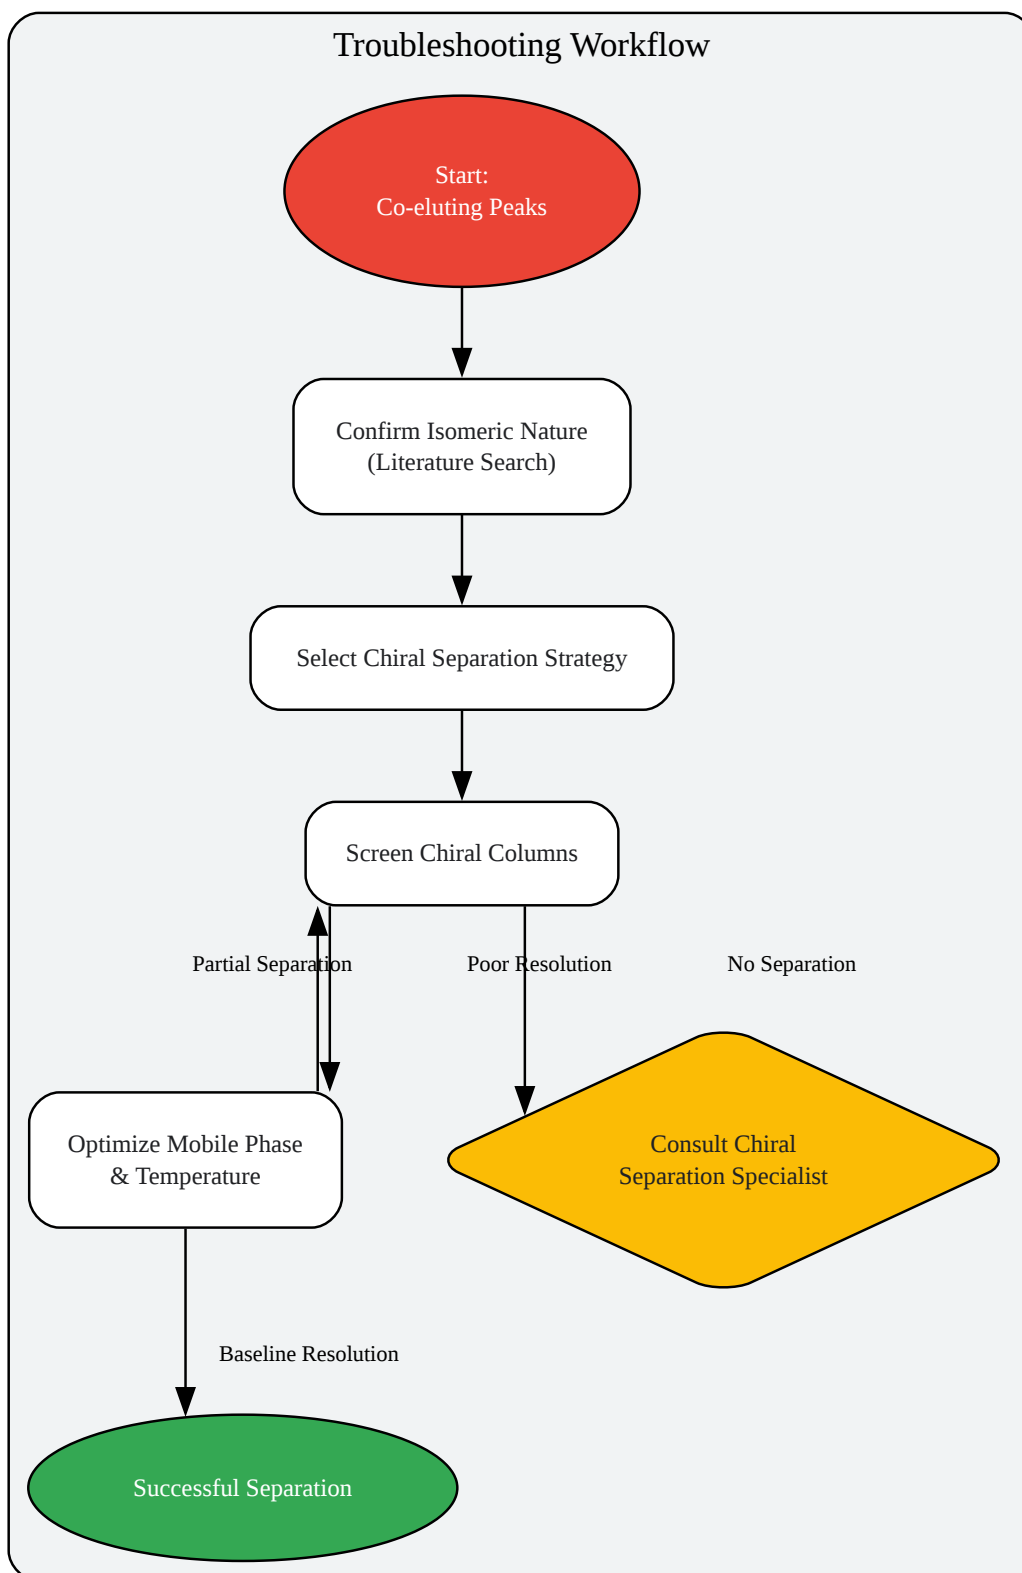 Troubleshooting Workflow
Start:
Co-eluting Peaks
Confirm Isomeric Nature
(Literature Search)
Select Chiral Separation Strategy
Screen Chiral Columns
Partial Separation
Poor Resolution
No Separation
Optimize Mobile Phase
& Temperature
Consult Chiral
Separation Specialist
Baseline Resolution
Successful Separation